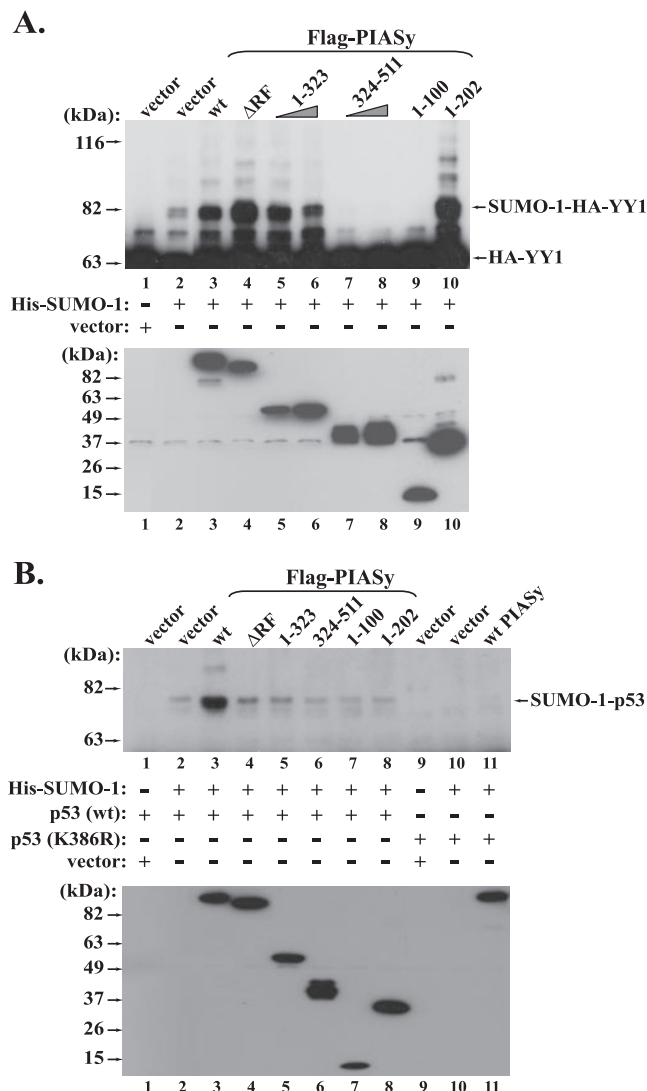 A.
Flag-PIASy
(kDa): vector vector wt ΔRF 1-323 324-511 1-100 1-202
116
82
SUMO-1-HA-YY1
63
HA-YY1
1 2 3 4 5 6 7 8 9 10
His-SUMO-1: - + + + + + + + + +
vector: + - - - - - - - - -
(kDa):
82
63
49
37
26
15
1 2 3 4 5 6 7 8 9 10
B.
Flag-PIASy
(kDa): vector vector wt ΔRF 1-323 324-511 1-100 1-202 vector vector wt PIASy
82
SUMO-1-p53
63
1 2 3 4 5 6 7 8 9 10 11
His-SUMO-1: - + + + + + + + - + +
p53 (wt): + + + + + + + + - - -
p53 (K386R): - - - - - - - - + + +
vector: + - - - - - - - + - -
(kDa):
82
63
49
37
26
15
1 2 3 4 5 6 7 8 9 10 11